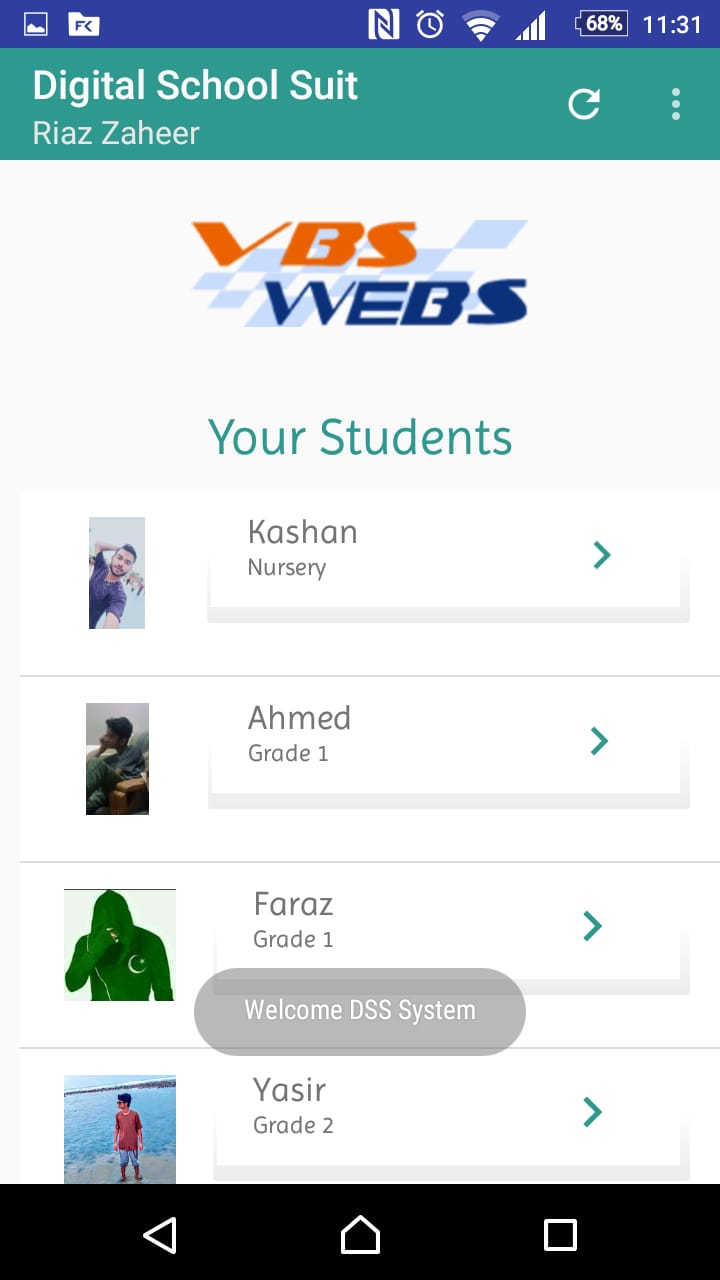 FK
68%
11:31
Digital School Suit
Riaz Zaheer
VBS
WEBS
Your Students
Kashan
Nursery
Ahmed
Grade 1
Faraz
Grade 1
Welcome DSS System
Yasir
Grade 2